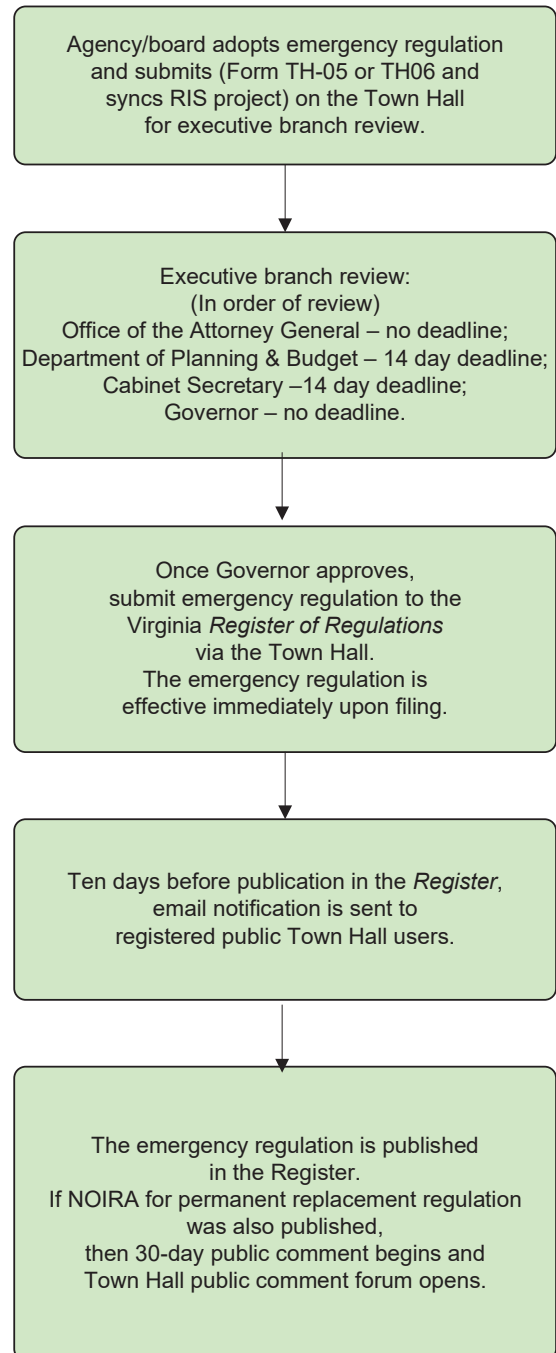 Agency/board adopts emergency regulation
and submits (Form TH-05 or TH06 and
syncs RIS project) on the Town Hall
for executive branch review.
Executive branch review:
(In order of review)
Office of the Attorney General – no deadline;
Department of Planning & Budget – 14 day deadline;
Cabinet Secretary –14 day deadline;
Governor – no deadline.
Once Governor approves,
submit emergency regulation to the
Virginia Register of Regulations
via the Town Hall.
The emergency regulation is
effective immediately upon filing.
Ten days before publication in the Register,
email notification is sent to
registered public Town Hall users.
The emergency regulation is published
in the Register.
If NOIRA for permanent replacement regulation
was also published,
then 30-day public comment begins and
Town Hall public comment forum opens.